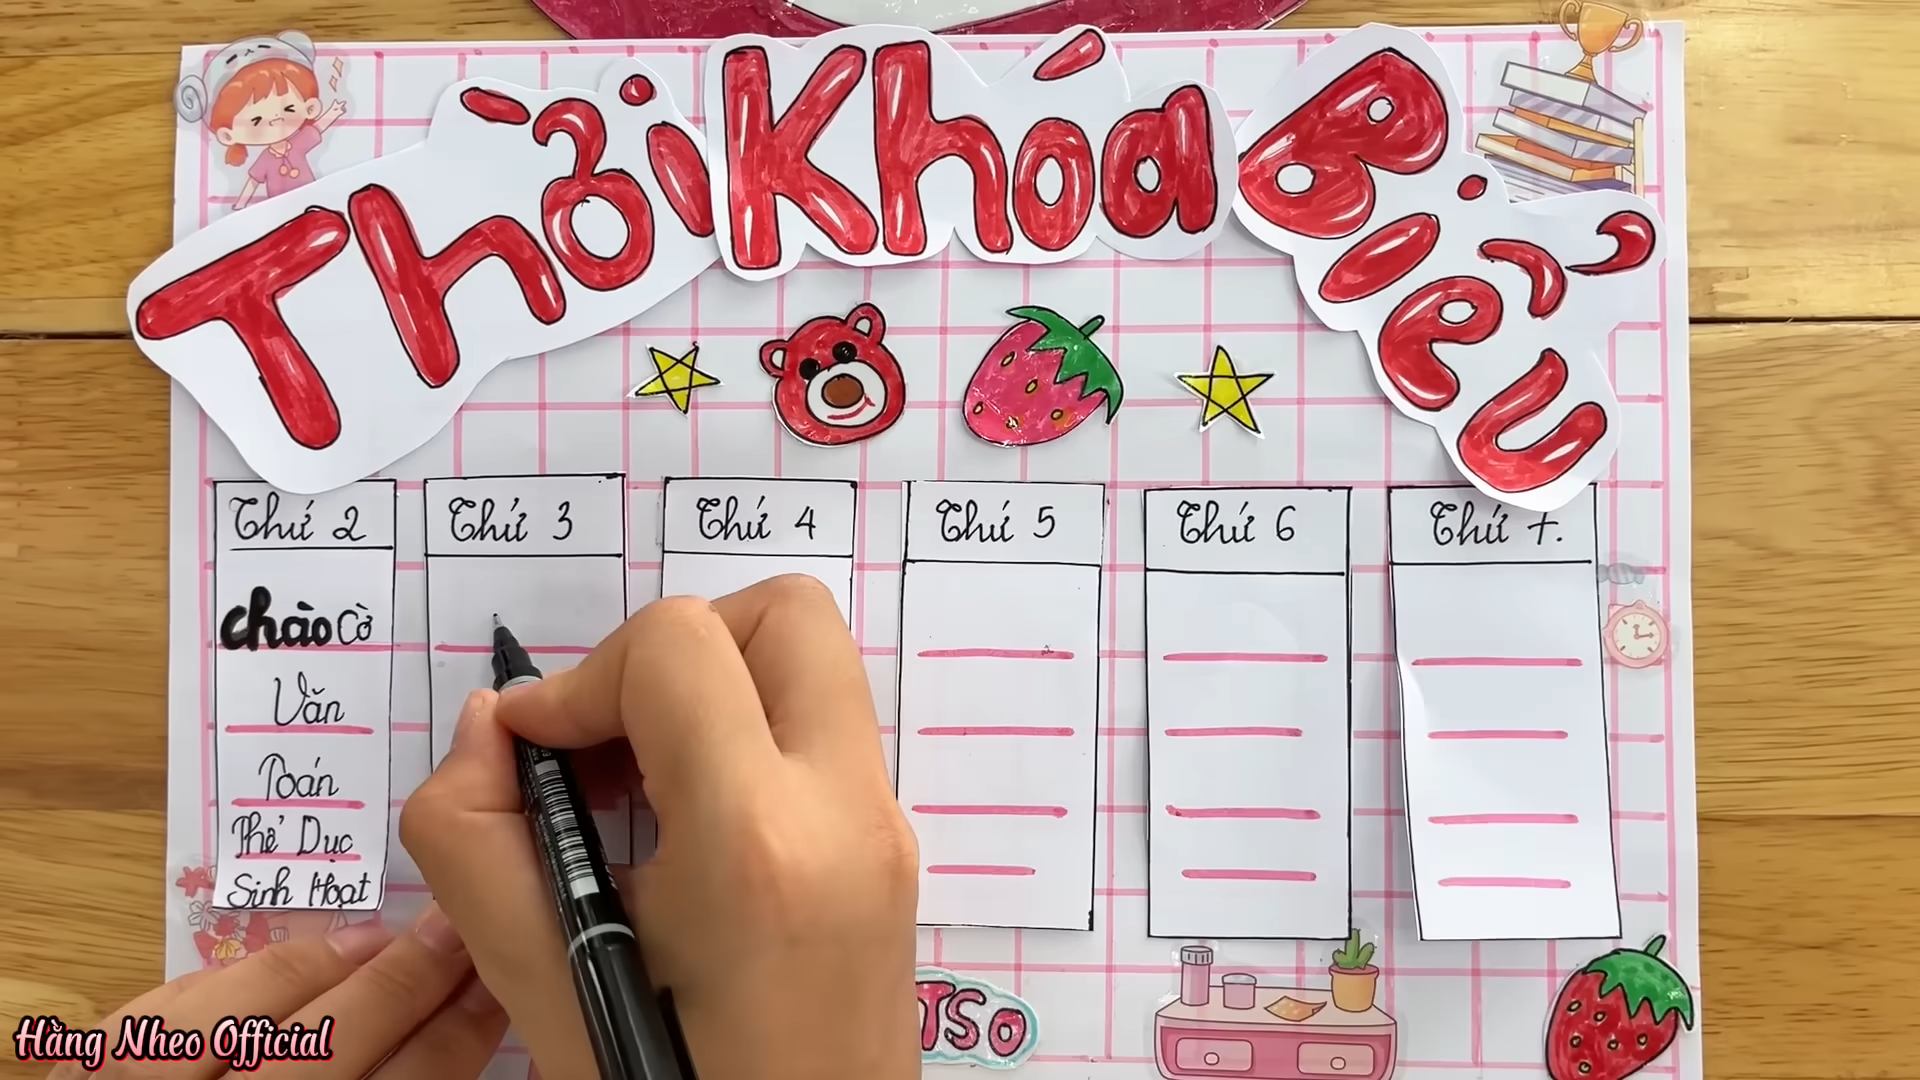 Thời Khóa Biểu
Thứ 2
Thứ 3
Thứ 4
Thứ 5
Thứ 6
Thứ 7.
Chào Cờ
Văn
Toán
Thể Dục
Sinh Hoạt
TSO
Hằng Nheo Official